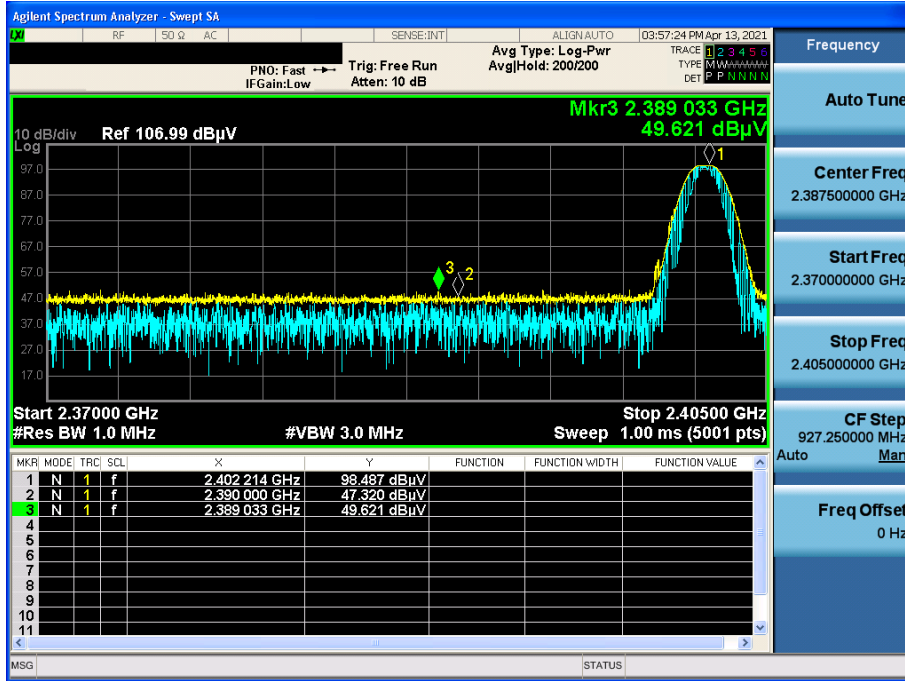 Agilent Spectrum Analyzer - Swept SA
LXI RF 50 Ω AC SENSE:INT ALIGN AUTO 03:57:24 PM Apr 13, 2021
PNO: Fast IFGain:Low
Trig: Free Run
Atten: 10 dB
Avg Type: Log-Pwr
Avg|Hold: 200/200
TRACE 1 2 3 4 5 6
TYPE M W W W W W
DET P P N N N N
Mkr3 2.389 033 GHz
49.621 dBµV
10 dB/div Ref 106.99 dBµV
Log
97.0
87.0
77.0
67.0
57.0
47.0
37.0
27.0
17.0
1
3
2
Start 2.37000 GHz Stop 2.40500 GHz
#Res BW 1.0 MHz #VBW 3.0 MHz Sweep 1.00 ms (5001 pts)
MKR MODE TRC SCL X Y FUNCTION FUNCTION WIDTH FUNCTION VALUE
1 N 1 f 2.402 214 GHz 98.487 dBµV
2 N 1 f 2.390 000 GHz 47.320 dBµV
3 N 1 f 2.389 033 GHz 49.621 dBµV
4
5
6
7
8
9
10
11
MSG STATUS
Frequency
Auto Tune
Center Freq
2.387500000 GHz
Start Freq
2.370000000 GHz
Stop Freq
2.405000000 GHz
CF Step
927.250000 MHz
Auto Man
Freq Offset
0 Hz